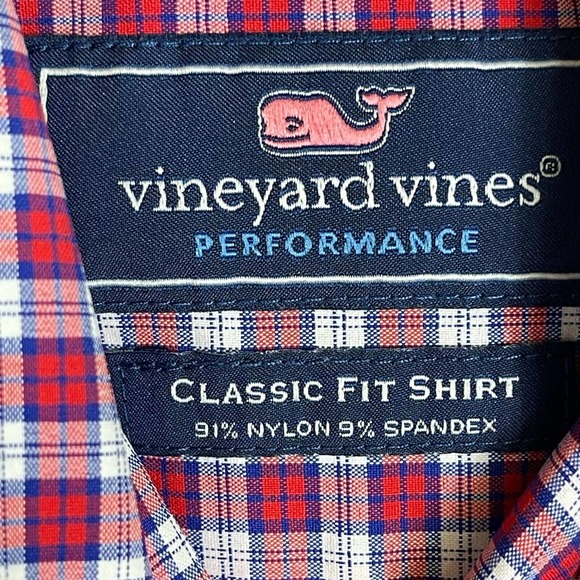 vineyard vines®
PERFORMANCE
CLASSIC FIT SHIRT
91% NYLON 9% SPANDEX